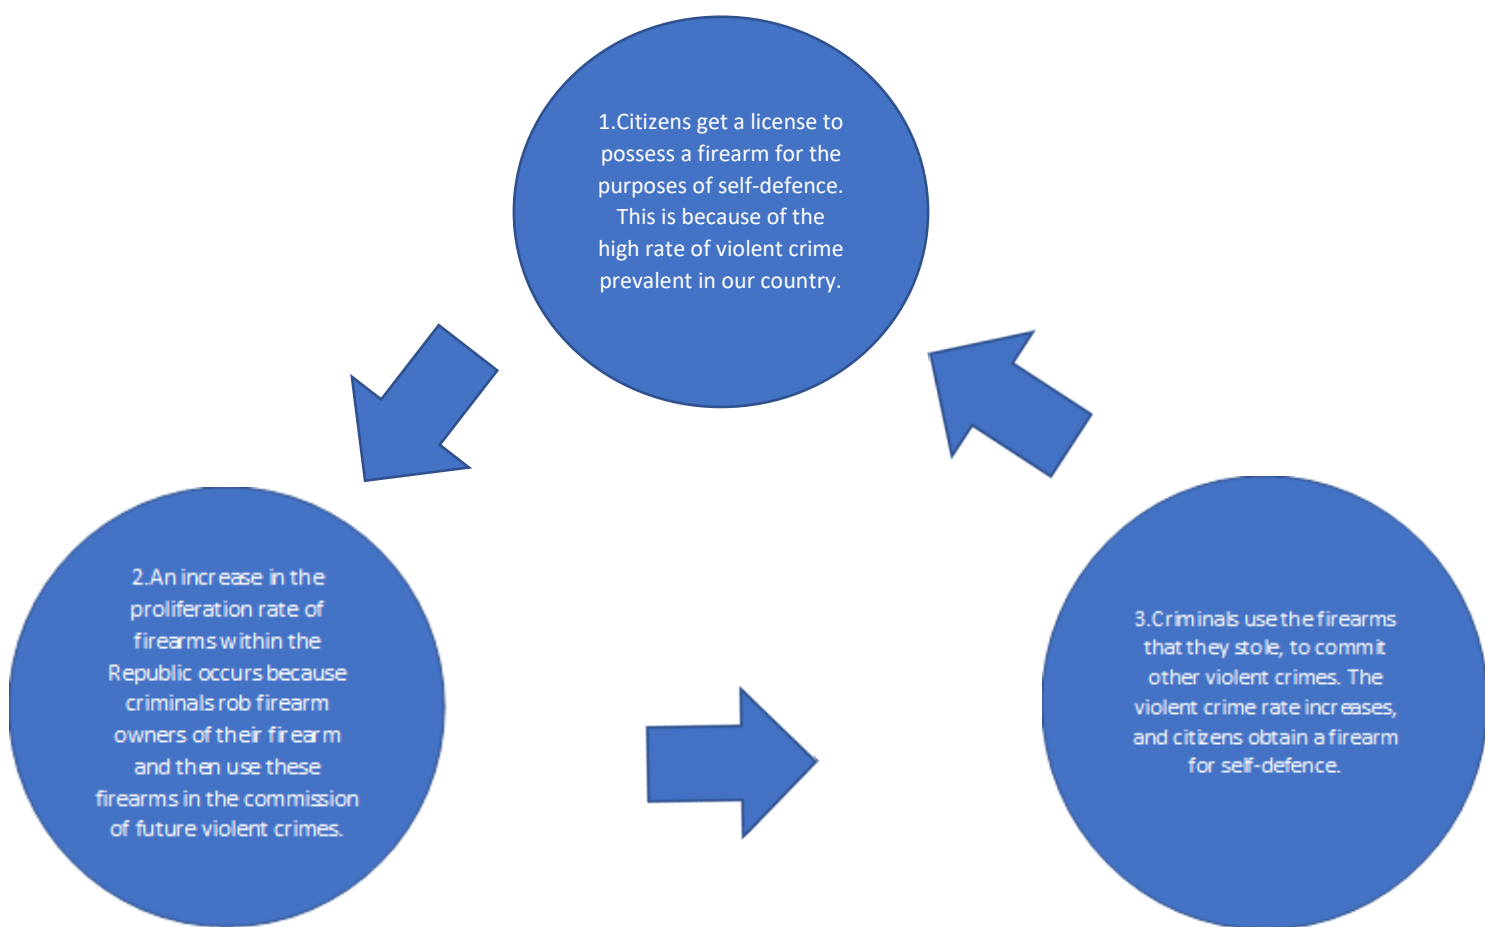 1.Citizens get a license to
possess a firearm for the
purposes of self-defence.
This is because of the
high rate of violent crime
prevalent in our country.
2.An increase in the
proliferation rate of
firearms within the
Republic occurs because
criminals rob firearm
owners of their firearm
and then use these
firearms in the commission
of future violent crimes.
3.Criminals use the firearms
that they stole, to commit
other violent crimes. The
violent crime rate increases,
and citizens obtain a firearm
for self-defence.